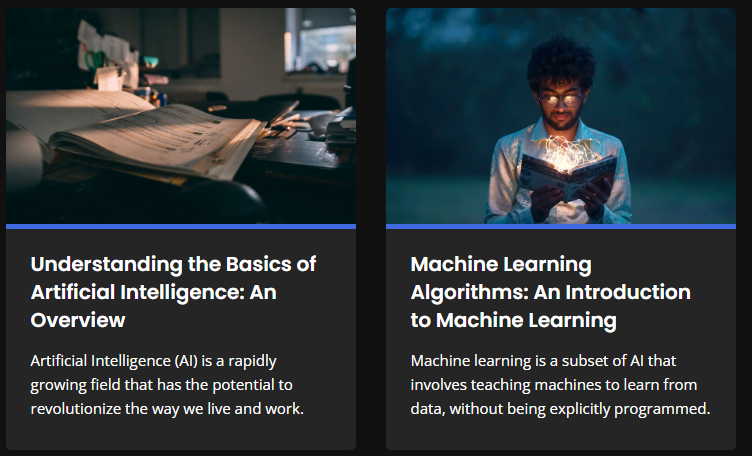 Understanding the Basics of
Artificial Intelligence: An
Overview
Artificial Intelligence (AI) is a rapidly
growing field that has the potential to
revolutionize the way we live and work.
Machine Learning
Algorithms: An Introduction
to Machine Learning
Machine learning is a subset of AI that
involves teaching machines to learn from
data, without being explicitly programmed.